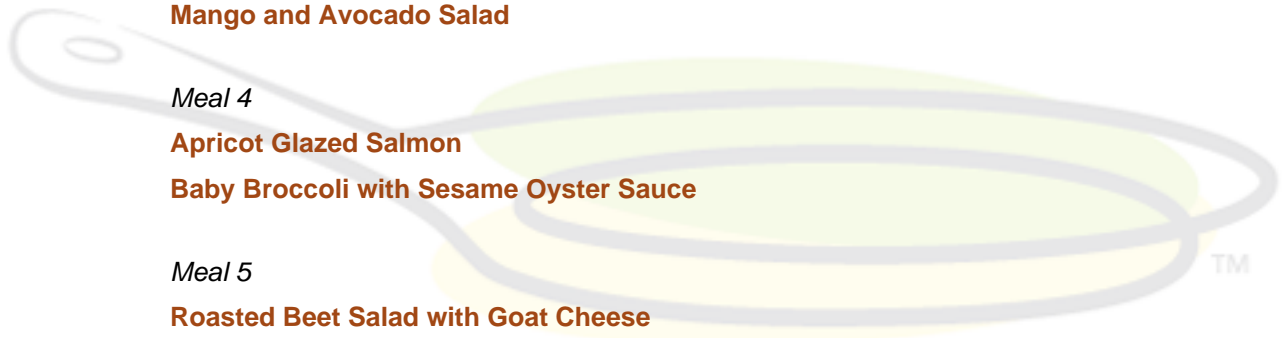 Mango and Avocado Salad
Meal 4
Apricot Glazed Salmon
Baby Broccoli with Sesame Oyster Sauce
TM
Meal 5
Roasted Beet Salad with Goat Cheese